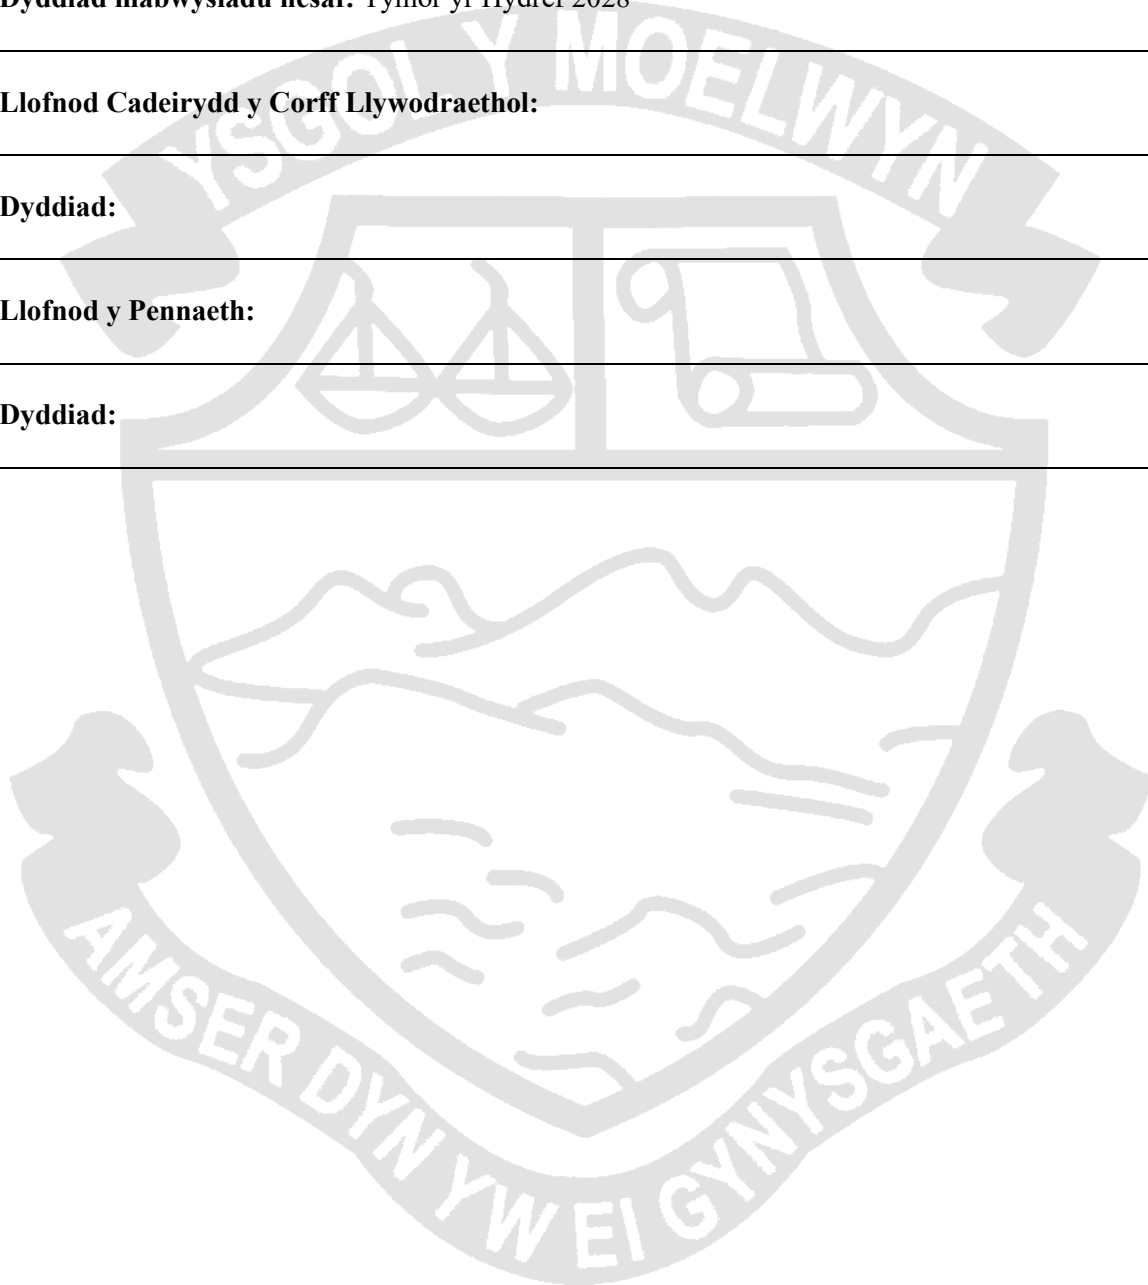 Dyddiad mabwysiadu nesaf: Tymor yr Hydref 2028
YSGOL Y MOELWYN
Llofnod Cadeirydd y Corff Llywodraethol:
Dyddiad:
Llofnod y Pennaeth:
Dyddiad:
AMSER DYN YW EI GYNYSGAETH